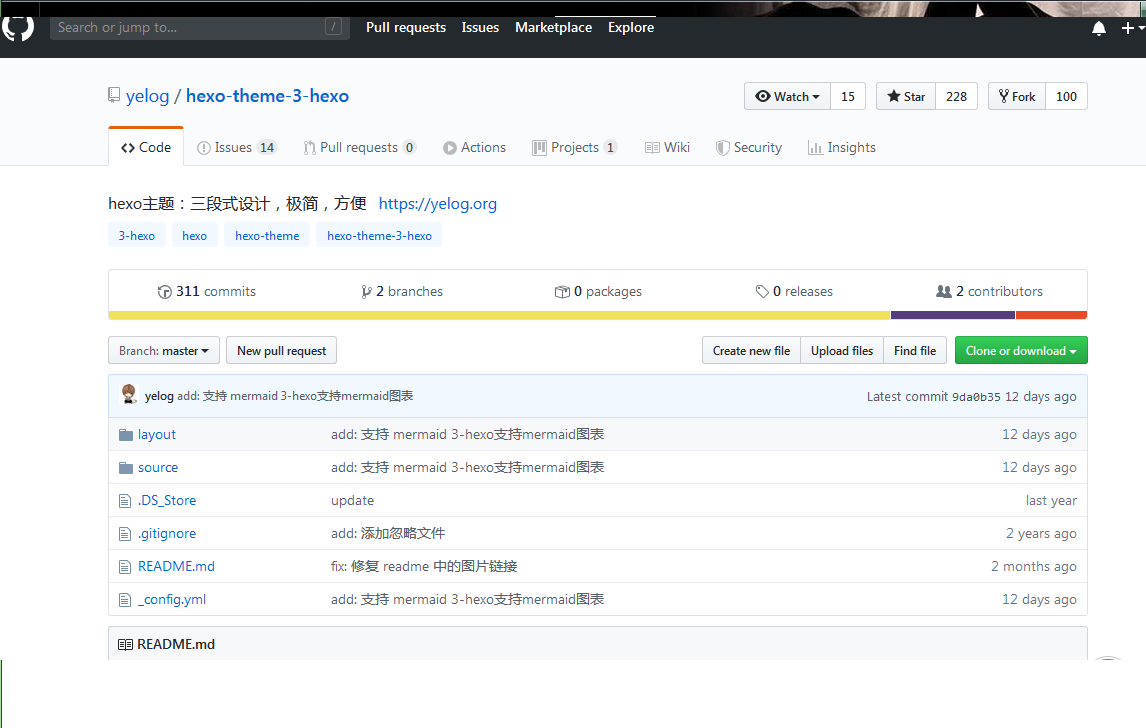 Search or jump to... / Pull requests Issues Marketplace Explore
yelog / hexo-theme-3-hexo Watch 15 Star 228 Fork 100
Code Issues 14 Pull requests 0 Actions Projects 1 Wiki Security Insights
hexo主题：三段式设计，极简，方便 https://yelog.org
3-hexo hexo hexo-theme hexo-theme-3-hexo
311 commits 2 branches 0 packages 0 releases 2 contributors
Branch: master New pull request Create new file Upload files Find file Clone or download
yelog add: 支持 mermaid 3-hexo支持mermaid图表 Latest commit 9da0b35 12 days ago
layout add: 支持 mermaid 3-hexo支持mermaid图表 12 days ago
source add: 支持 mermaid 3-hexo支持mermaid图表 12 days ago
.DS_Store update last year
.gitignore add: 添加忽略文件 2 years ago
README.md fix: 修复 readme 中的图片链接 2 months ago
_config.yml add: 支持 mermaid 3-hexo支持mermaid图表 12 days ago
README.md